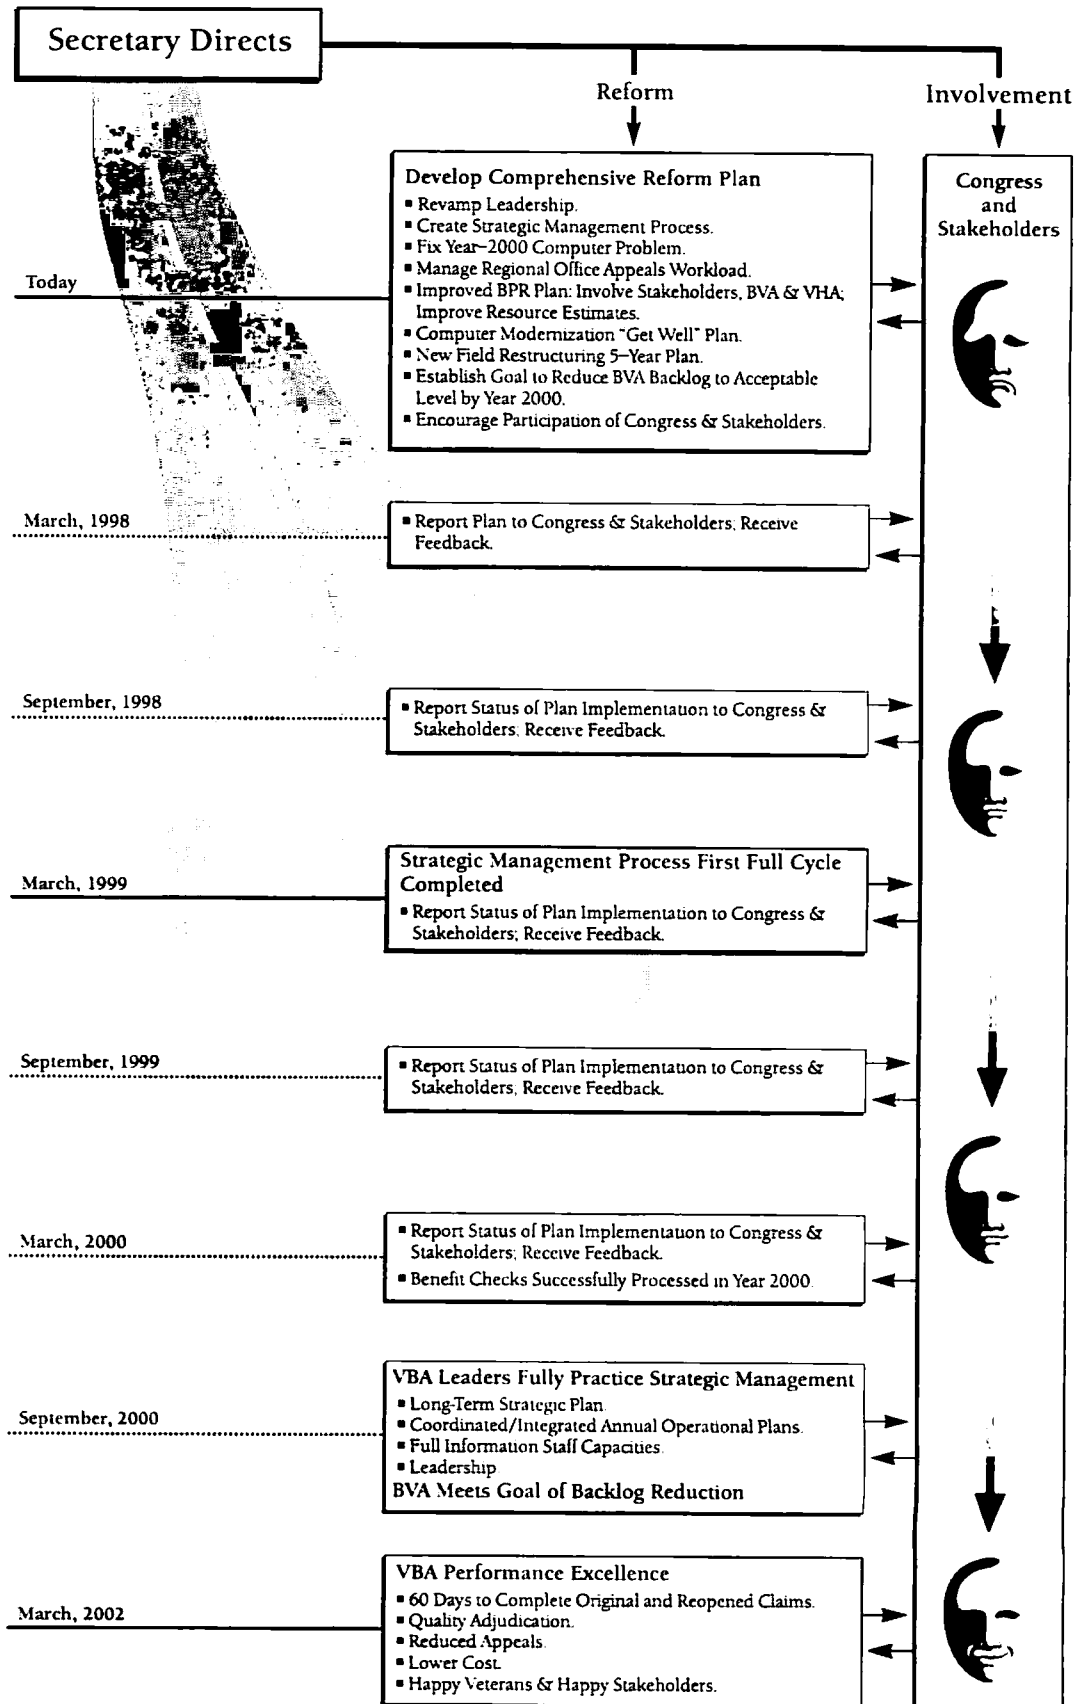 Secretary Directs
Reform
Involvement
Congress
and
Stakeholders
Today
Develop Comprehensive Reform Plan
▪ Revamp Leadership.
▪ Create Strategic Management Process.
▪ Fix Year-2000 Computer Problem.
▪ Manage Regional Office Appeals Workload.
▪ Improved BPR Plan: Involve Stakeholders, BVA & VHA;
Improve Resource Estimates.
▪ Computer Modernization "Get Well" Plan.
▪ New Field Restructuring 5-Year Plan.
▪ Establish Goal to Reduce BVA Backlog to Acceptable
Level by Year 2000.
▪ Encourage Participation of Congress & Stakeholders.
March, 1998
▪ Report Plan to Congress & Stakeholders; Receive
Feedback.
September, 1998
▪ Report Status of Plan Implementation to Congress &
Stakeholders; Receive Feedback.
March, 1999
Strategic Management Process First Full Cycle
Completed
▪ Report Status of Plan Implementation to Congress &
Stakeholders; Receive Feedback.
September, 1999
▪ Report Status of Plan Implementation to Congress &
Stakeholders; Receive Feedback.
March, 2000
▪ Report Status of Plan Implementation to Congress &
Stakeholders; Receive Feedback.
▪ Benefit Checks Successfully Processed in Year 2000.
September, 2000
VBA Leaders Fully Practice Strategic Management
▪ Long-Term Strategic Plan
▪ Coordinated/Integrated Annual Operational Plans.
▪ Full Information Staff Capacities.
▪ Leadership
BVA Meets Goal of Backlog Reduction
March, 2002
VBA Performance Excellence
▪ 60 Days to Complete Original and Reopened Claims.
▪ Quality Adjudication.
▪ Reduced Appeals.
▪ Lower Cost.
▪ Happy Veterans & Happy Stakeholders.